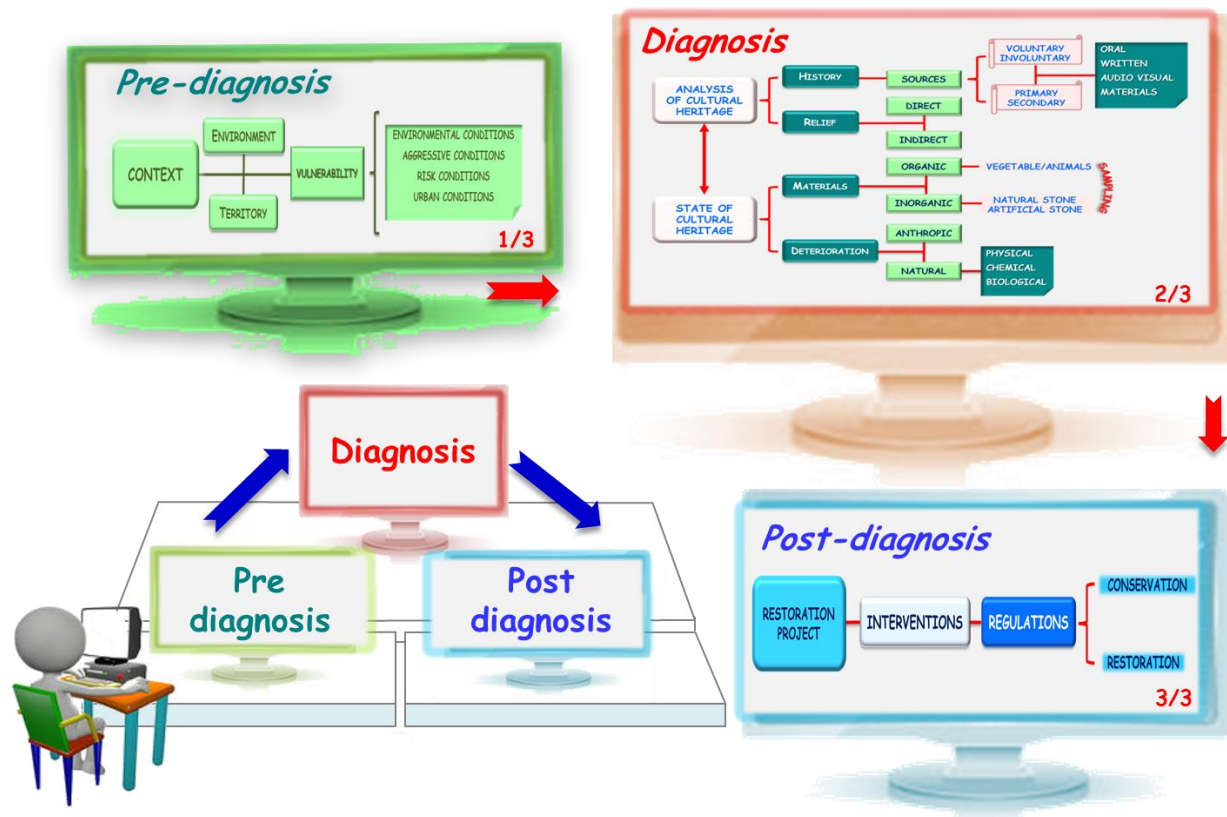 Pre-diagnosis
ENVIRONMENT
CONTEXT
VULNERABILITY
TERRITORY
ENVIRONMENTAL CONDITIONS
AGGRESSIVE CONDITIONS
RISK CONDITIONS
URBAN CONDITIONS
1/3
Diagnosis
ANALYSIS
OF CULTURAL
HERITAGE
STATE OF
CULTURAL
HERITAGE
HISTORY
RELIEF
MATERIALS
DETERIORATION
SOURCES
DIRECT
INDIRECT
ORGANIC
INORGANIC
ANTHROPIC
NATURAL
VOLUNTARY
INVOLUNTARY
PRIMARY
SECONDARY
ORAL
WRITTEN
AUDIO VISUAL
MATERIALS
VEGETABLE/ANIMALS
NATURAL STONE
ARTIFICIAL STONE
SAMPLING
PHYSICAL
CHEMICAL
BIOLOGICAL
2/3
Diagnosis
Pre
diagnosis
Post
diagnosis
Post-diagnosis
RESTORATION
PROJECT
INTERVENTIONS
REGULATIONS
CONSERVATION
RESTORATION
3/3